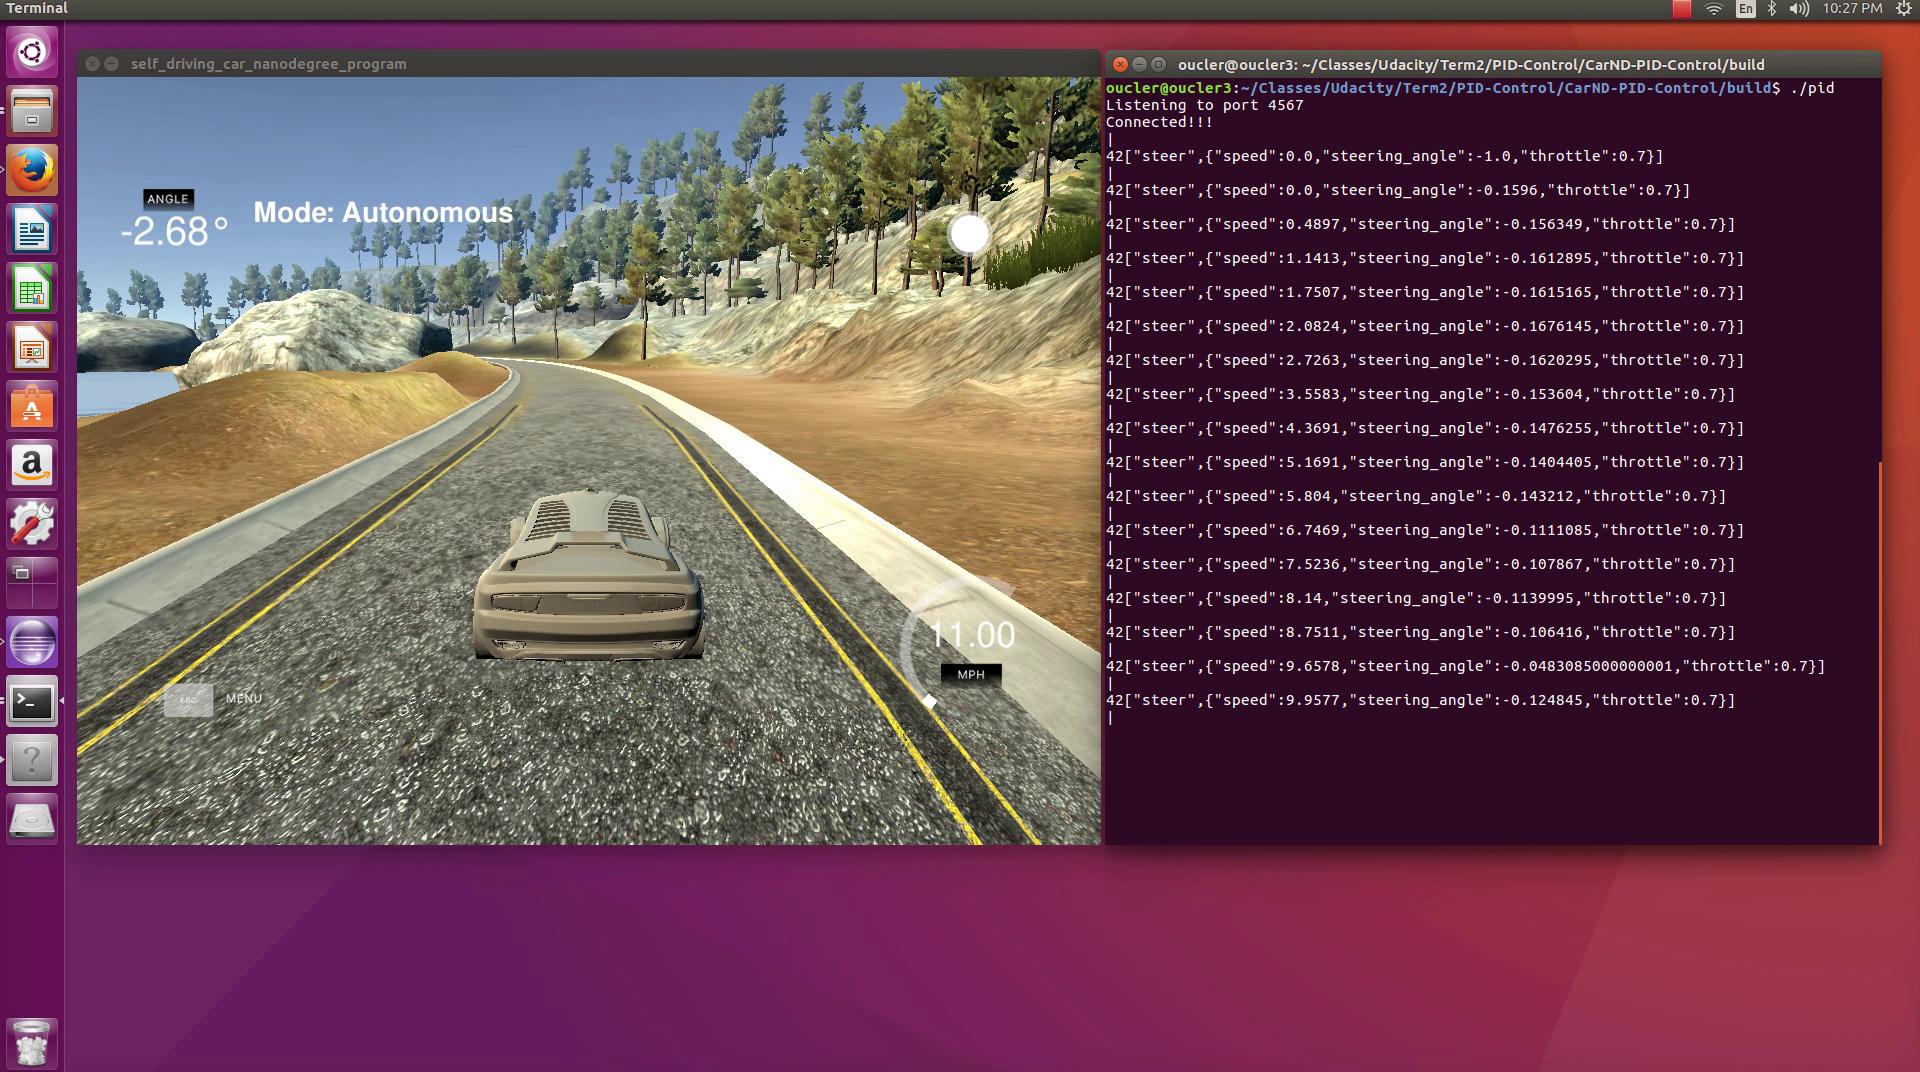 Terminal
En
10:27 PM
self_driving_car_nanodegree_program
ANGLE
-2.68°
Mode: Autonomous
11.00
MPH
ESC
MENU
oucler@oucler3: ~/Classes/Udacity/Term2/PID-Control/CarND-PID-Control/build
oucler@oucler3:~/Classes/Udacity/Term2/PID-Control/CarND-PID-Control/build$ ./pid
Listening to port 4567
Connected!!!
|
42["steer",{"speed":0.0,"steering_angle":-1.0,"throttle":0.7}]
|
42["steer",{"speed":0.0,"steering_angle":-0.1596,"throttle":0.7}]
|
42["steer",{"speed":0.4897,"steering_angle":-0.156349,"throttle":0.7}]
|
42["steer",{"speed":1.1413,"steering_angle":-0.1612895,"throttle":0.7}]
|
42["steer",{"speed":1.7507,"steering_angle":-0.1615165,"throttle":0.7}]
|
42["steer",{"speed":2.0824,"steering_angle":-0.1676145,"throttle":0.7}]
|
42["steer",{"speed":2.7263,"steering_angle":-0.1620295,"throttle":0.7}]
|
42["steer",{"speed":3.5583,"steering_angle":-0.153604,"throttle":0.7}]
|
42["steer",{"speed":4.3691,"steering_angle":-0.1476255,"throttle":0.7}]
|
42["steer",{"speed":5.1691,"steering_angle":-0.1404405,"throttle":0.7}]
|
42["steer",{"speed":5.804,"steering_angle":-0.143212,"throttle":0.7}]
|
42["steer",{"speed":6.7469,"steering_angle":-0.1111085,"throttle":0.7}]
|
42["steer",{"speed":7.5236,"steering_angle":-0.107867,"throttle":0.7}]
|
42["steer",{"speed":8.14,"steering_angle":-0.1139995,"throttle":0.7}]
|
42["steer",{"speed":8.7511,"steering_angle":-0.106416,"throttle":0.7}]
|
42["steer",{"speed":9.6578,"steering_angle":-0.0483085000000001,"throttle":0.7}]
|
42["steer",{"speed":9.9577,"steering_angle":-0.124845,"throttle":0.7}]
|